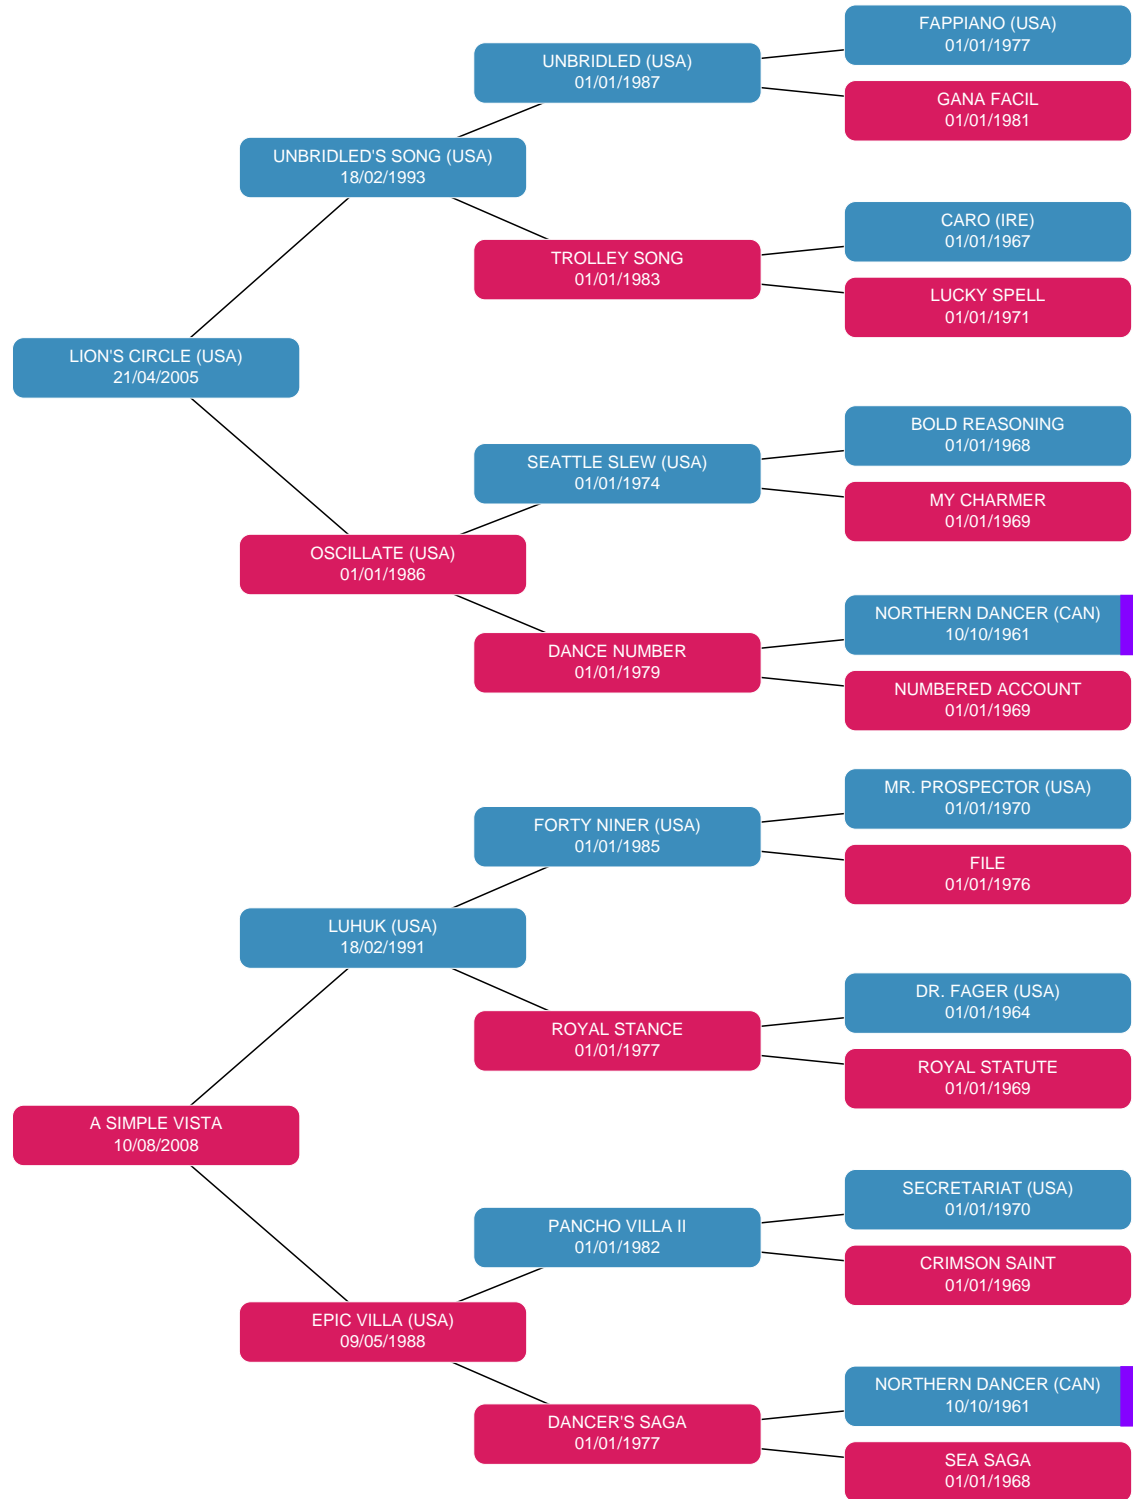 FAPPIANO (USA)
01/01/1977
UNBRIDLED (USA)
01/01/1987
GANA FACIL
01/01/1981
UNBRIDLED'S SONG (USA)
18/02/1993
CARO (IRE)
01/01/1967
TROLLEY SONG
01/01/1983
LUCKY SPELL
01/01/1971
LION'S CIRCLE (USA)
21/04/2005
BOLD REASONING
01/01/1968
SEATTLE SLEW (USA)
01/01/1974
MY CHARMER
01/01/1969
OSCILLATE (USA)
01/01/1986
NORTHERN DANCER (CAN)
10/10/1961
DANCE NUMBER
01/01/1979
NUMBERED ACCOUNT
01/01/1969
MR. PROSPECTOR (USA)
01/01/1970
FORTY NINER (USA)
01/01/1985
FILE
01/01/1976
LUHUK (USA)
18/02/1991
DR. FAGER (USA)
01/01/1964
ROYAL STANCE
01/01/1977
ROYAL STATUTE
01/01/1969
A SIMPLE VISTA
10/08/2008
SECRETARIAT (USA)
01/01/1970
PANCHO VILLA II
01/01/1982
CRIMSON SAINT
01/01/1969
EPIC VILLA (USA)
09/05/1988
NORTHERN DANCER (CAN)
10/10/1961
DANCER'S SAGA
01/01/1977
SEA SAGA
01/01/1968